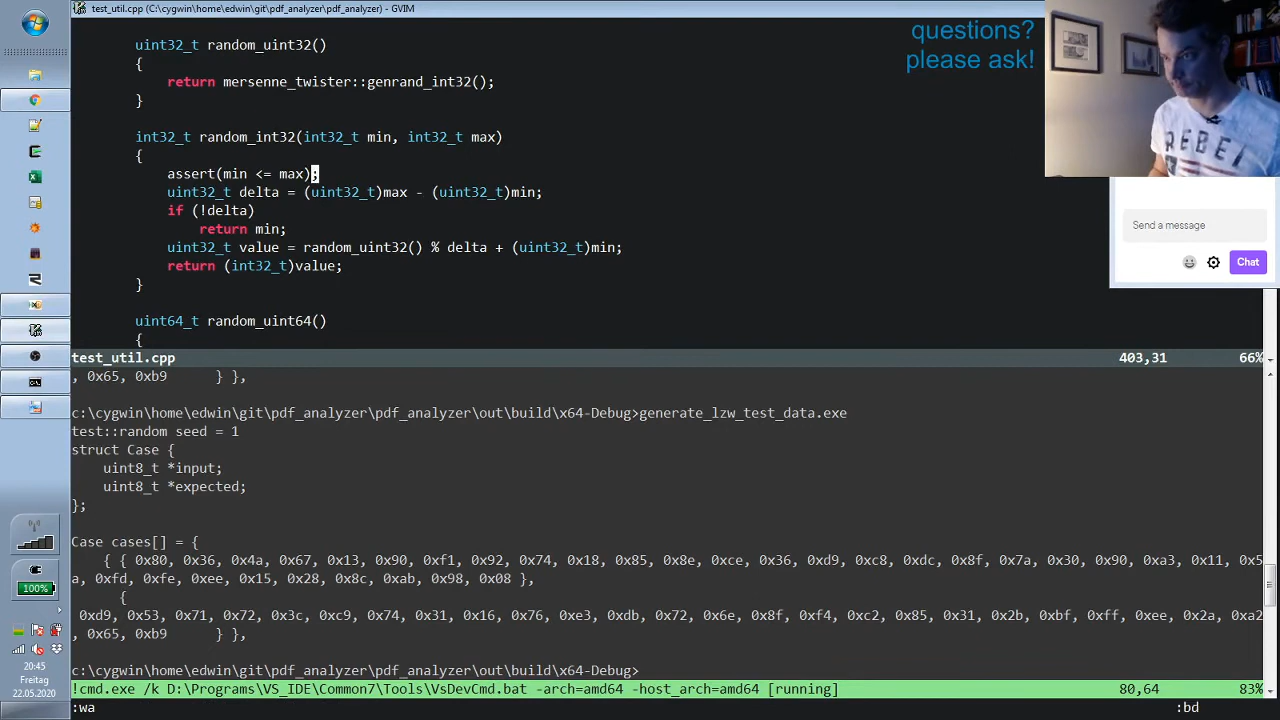 test_util.cpp (C:\cygwin\home\edwin\git\pdf_analyzer\pdf_analyzer) - GVIM
questions?
please ask!
uint32_t random_uint32()
{
return mersenne_twister::genrand_int32();
}
int32_t random_int32(int32_t min, int32_t max)
{
assert(min <= max);
uint32_t delta = (uint32_t)max - (uint32_t)min;
if (!delta)
return min;
uint32_t value = random_uint32() % delta + (uint32_t)min;
return (int32_t)value;
}
uint64_t random_uint64()
{
REBEL
Send a message
Chat
test_util.cpp 403,31 66%
, 0x65, 0xb9 } },
c:\cygwin\home\edwin\git\pdf_analyzer\pdf_analyzer\out\build\x64-Debug>generate_lzw_test_data.exe
test::random seed = 1
struct Case {
uint8_t *input;
uint8_t *expected;
};
Case cases[] = {
{ { 0x80, 0x36, 0x4a, 0x67, 0x13, 0x90, 0xf1, 0x92, 0x74, 0x18, 0x85, 0x8e, 0xce, 0x36, 0xd9, 0xc8, 0xdc, 0x8f, 0x7a, 0x30, 0x90, 0xa3, 0x11, 0x5
a, 0xfd, 0xfe, 0xee, 0x15, 0x28, 0x8c, 0xab, 0x98, 0x08 },
{
0xd9, 0x53, 0x71, 0x72, 0x3c, 0xc9, 0x74, 0x31, 0x16, 0x76, 0xe3, 0xdb, 0x72, 0x6e, 0x8f, 0xf4, 0xc2, 0x85, 0x31, 0x2b, 0xbf, 0xff, 0xee, 0x2a, 0xa2
, 0x65, 0xb9 } },
c:\cygwin\home\edwin\git\pdf_analyzer\pdf_analyzer\out\build\x64-Debug>
!cmd.exe /k D:\Programs\VS_IDE\Common7\Tools\VsDevCmd.bat -arch=amd64 -host_arch=amd64 [running] 80,64 83%
:wa :bd
100%
20:45
Freitag
22.05.2020